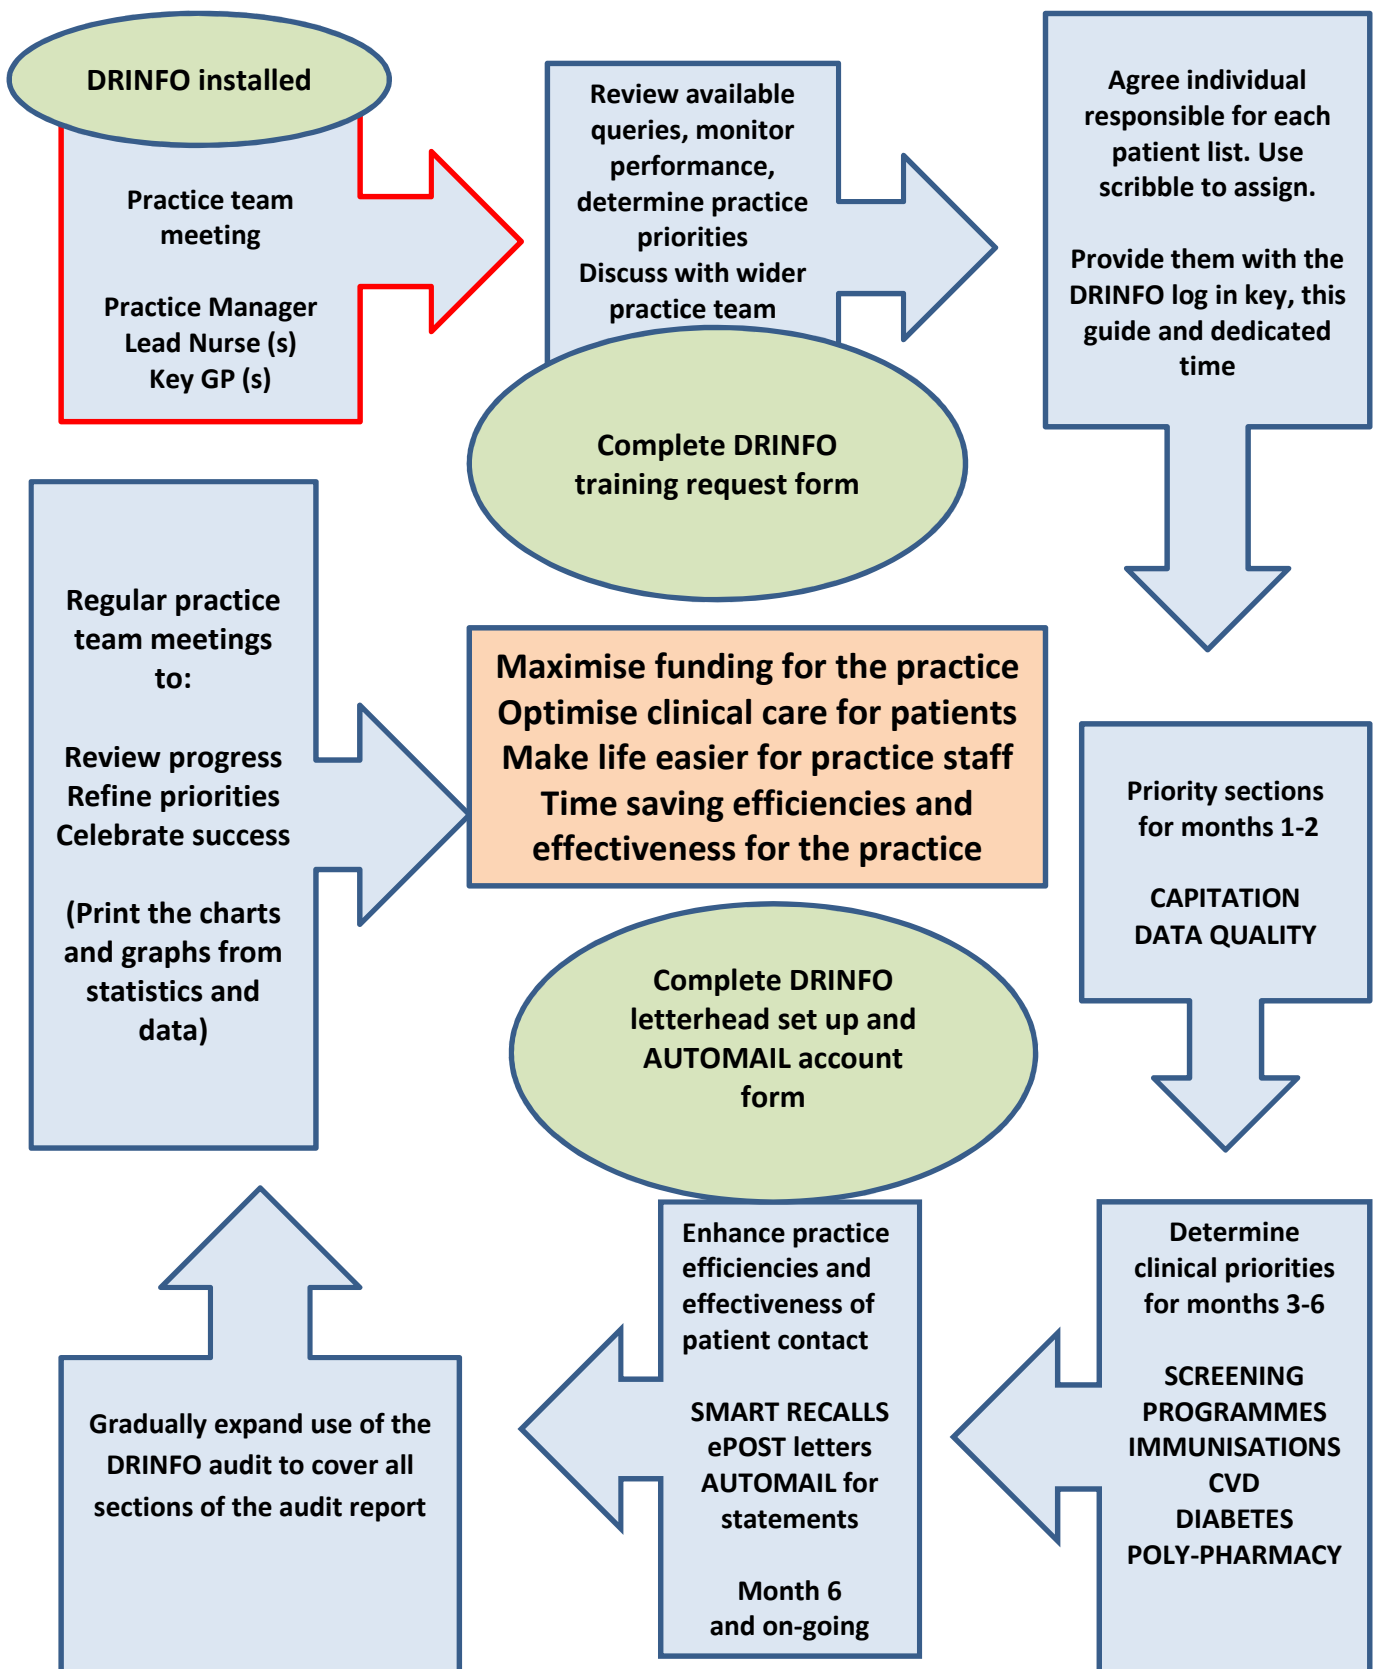 DRINFO installed
Practice team
meeting
Practice Manager
Lead Nurse (s)
Key GP (s)
Review available
queries, monitor
performance,
determine practice
priorities
Discuss with wider
practice team
Complete DRINFO
training request form
Agree individual
responsible for each
patient list. Use
scribble to assign.
Provide them with the
DRINFO log in key, this
guide and dedicated
time
Priority sections
for months 1-2
CAPITATION
DATA QUALITY
Determine
clinical priorities
for months 3-6
SCREENING
PROGRAMMES
IMMUNISATIONS
CVD
DIABETES
POLY-PHARMACY
Complete DRINFO
letterhead set up and
AUTOMAIL account
form
Enhance practice
efficiencies and
effectiveness of
patient contact
SMART RECALLS
ePOST letters
AUTOMAIL for
statements
Month 6
and on-going
Gradually expand use of the
DRINFO audit to cover all
sections of the audit report
Regular practice
team meetings
to:
Review progress
Refine priorities
Celebrate success
(Print the charts
and graphs from
statistics and
data)
Maximise funding for the practice
Optimise clinical care for patients
Make life easier for practice staff
Time saving efficiencies and
effectiveness for the practice